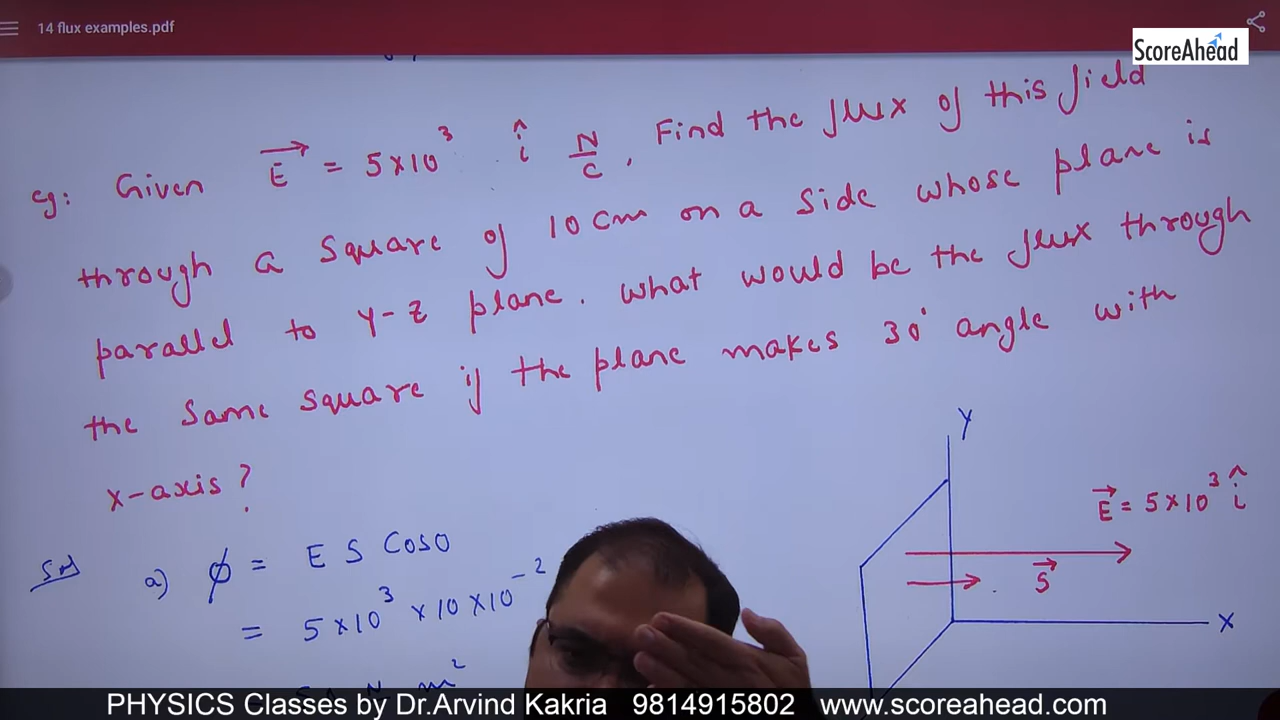 14 flux examples.pdf
ScoreAhead
eg: Given E = 5×10³ î N/C, Find the flux of this field
through a square of 10 cm on a side whose plane is
parallel to Y-Z plane. What would be the flux through
the same square if the plane makes 30° angle with
x-axis?
Y
E = 5×10³ î
Sol a) ϕ = E S Cos0
S
= 5×10³ × 10 × 10⁻²
X
m²
PHYSICS Classes by Dr.Arvind Kakria 9814915802 www.scoreahead.com